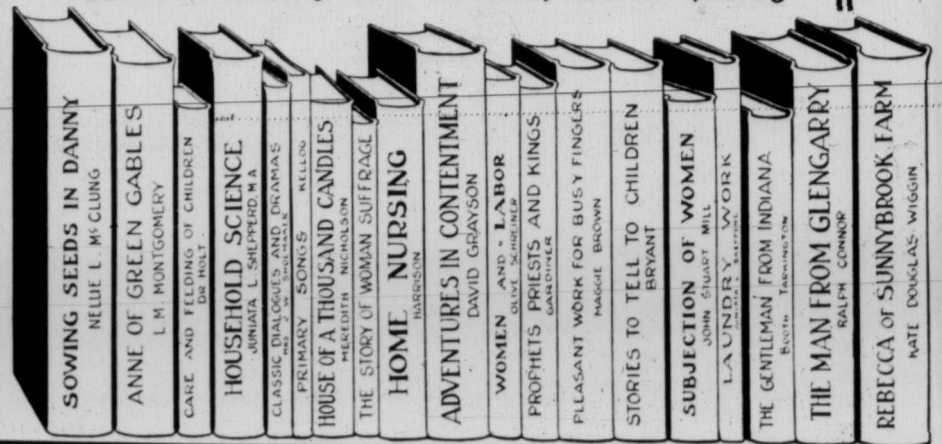 SOWING SEEDS IN DANNY
NELLIE L. McCLUNG
ANNE OF GREEN GABLES
L. M. MONTGOMERY
CARE AND FEEDING OF CHILDREN
DR HOLT
HOUSEHOLD SCIENCE
JUNIATA L SHEPPERD, M A
CLASSIC DIALOGUES AND DRAMAS
MRS J W SHOEMAKER
PRIMARY SONGS KELLOG
HOUSE OF A THOUSAND CANDLES
MEREDITH NICHOLSON
THE STORY OF WOMAN SUFFRAGE
HOME NURSING
HARRISON
ADVENTURES IN CONTENTMENT
DAVID GRAYSON
WOMEN AND LABOR
OLIVE SCHREINER
PROPHETS PRIESTS AND KINGS
GARDINER
PLEASANT WORK FOR BUSY FINGERS
MAGGIE BROWN
STORIES TO TELL TO CHILDREN
BRYANT
SUBJECTION OF WOMEN
JOHN STUART MILL
LAUNDRY WORK
THE GENTLEMAN FROM INDIANA
BOOTH TARKINGTON
THE MAN FROM GLENGARRY
RALPH CONNOR
REBECCA OF SUNNYBROOK FARM
KATE DOUGLAS WIGGIN